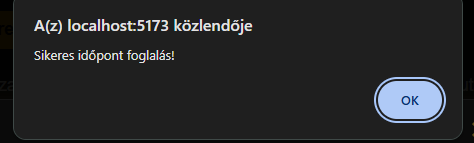 A(z) localhost:5173 közlendője
Sikeres időpont foglalás!
OK